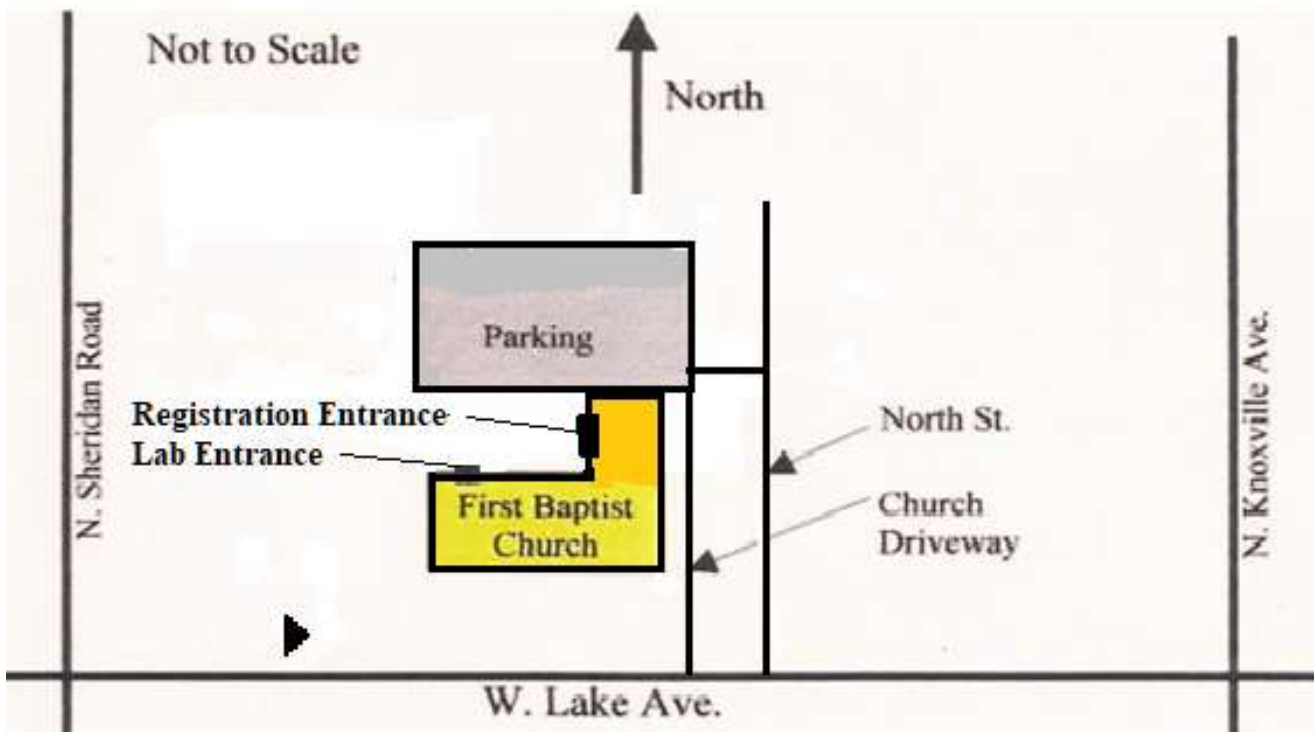 Not to Scale
North
N. Sheridan Road
Parking
Registration Entrance
Lab Entrance
First Baptist
Church
North St.
Church
Driveway
N. Knoxville Ave.
W. Lake Ave.